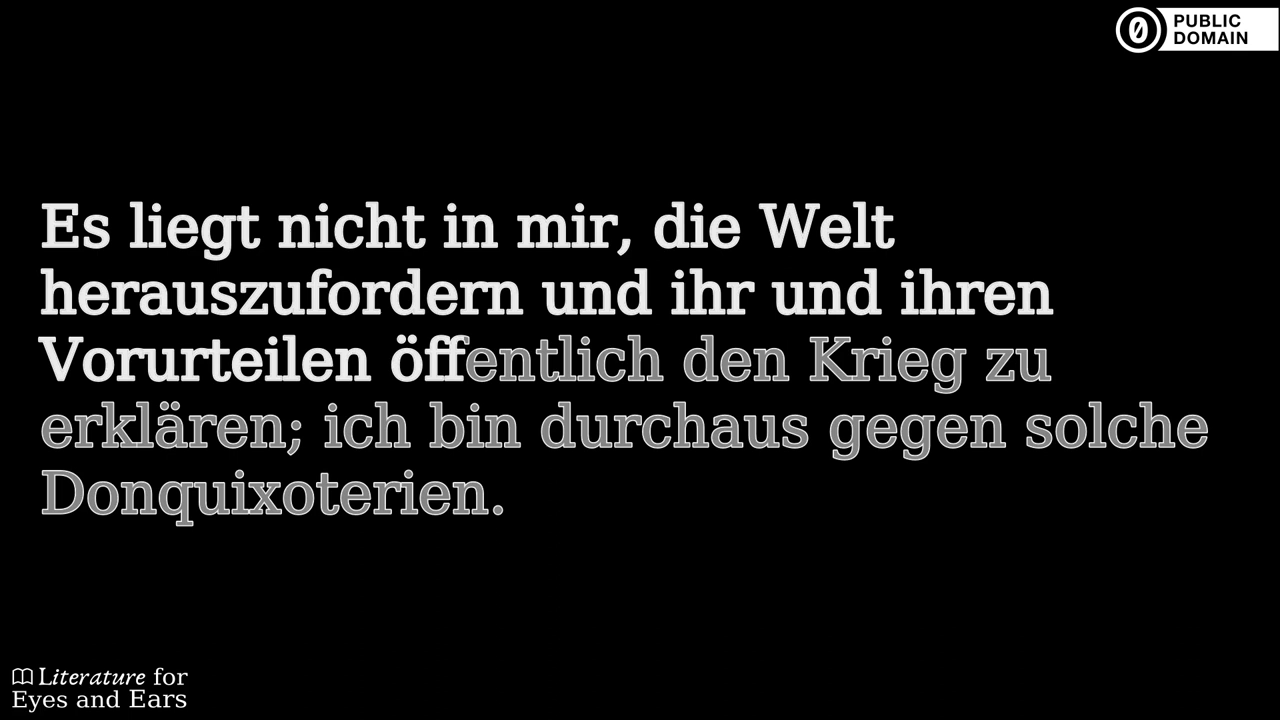 PUBLIC
DOMAIN
Es liegt nicht in mir, die Welt
herauszufordern und ihr und ihren
Vorurteilen öffentlich den Krieg zu
erklären; ich bin durchaus gegen solche
Donquixoterien.
Literature for
Eyes and Ears